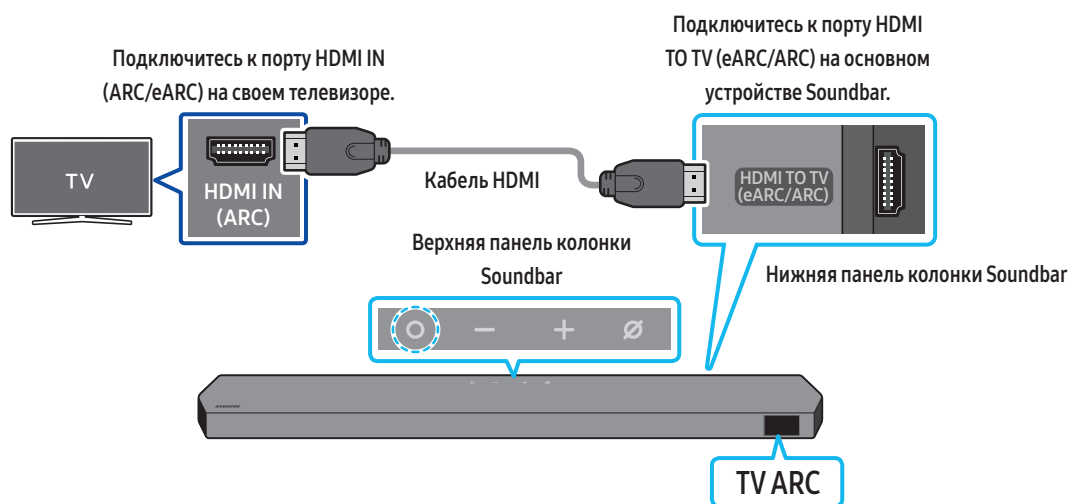 Подключитесь к порту HDMI IN
(ARC/eARC) на своем телевизоре.
Подключитесь к порту HDMI
TO TV (eARC/ARC) на основном
устройстве Soundbar.
TV
HDMI IN
(ARC)
Кабель HDMI
HDMI TO TV
(eARC/ARC)
Верхняя панель колонки
Soundbar
Нижняя панель колонки Soundbar
SAMSUNG
TV ARC